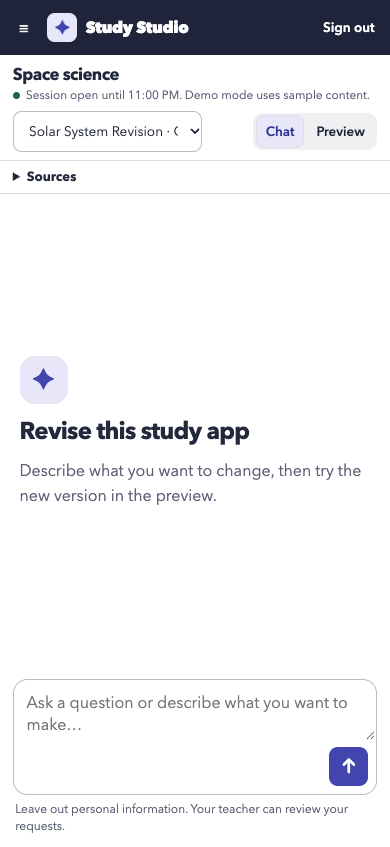 Study Studio
Sign out
Space science
Session open until 11:00 PM. Demo mode uses sample content.
Solar System Revision ·
Chat
Preview
Sources
Revise this study app
Describe what you want to change, then try the
new version in the preview.
Ask a question or describe what you want to
make…
Leave out personal information. Your teacher can review your
requests.